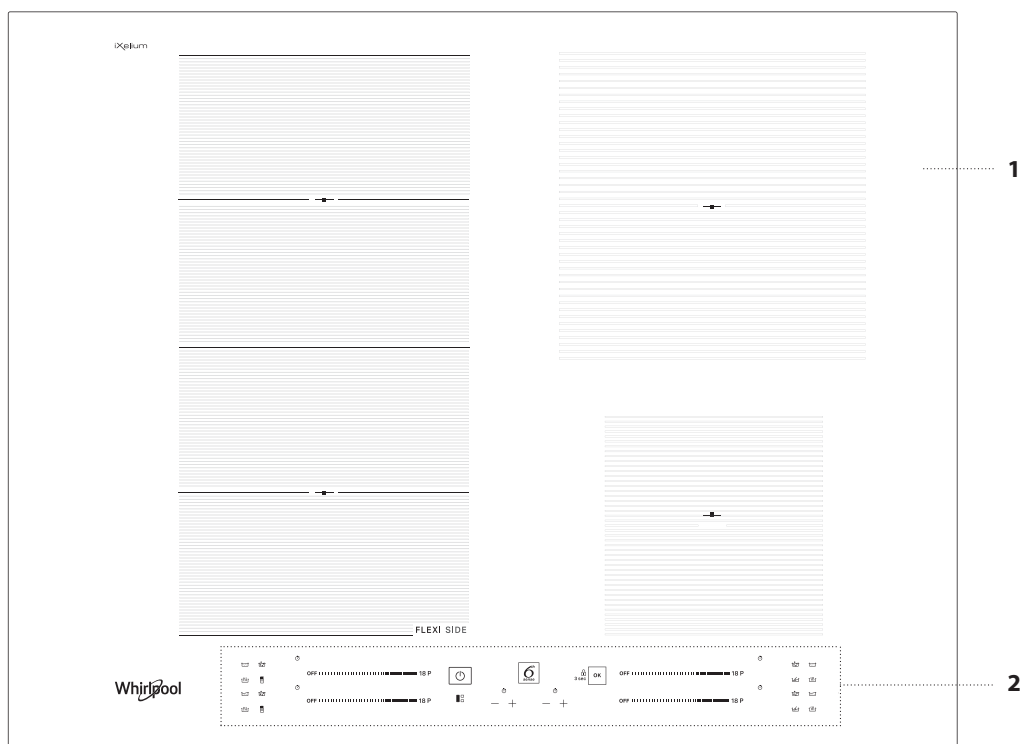 iXelium
1
FLEXI SIDE
Whirlpool
OFF 18 P
OFF 18 P
6
sense
3 sec
OK
OFF 18 P
OFF 18 P
2